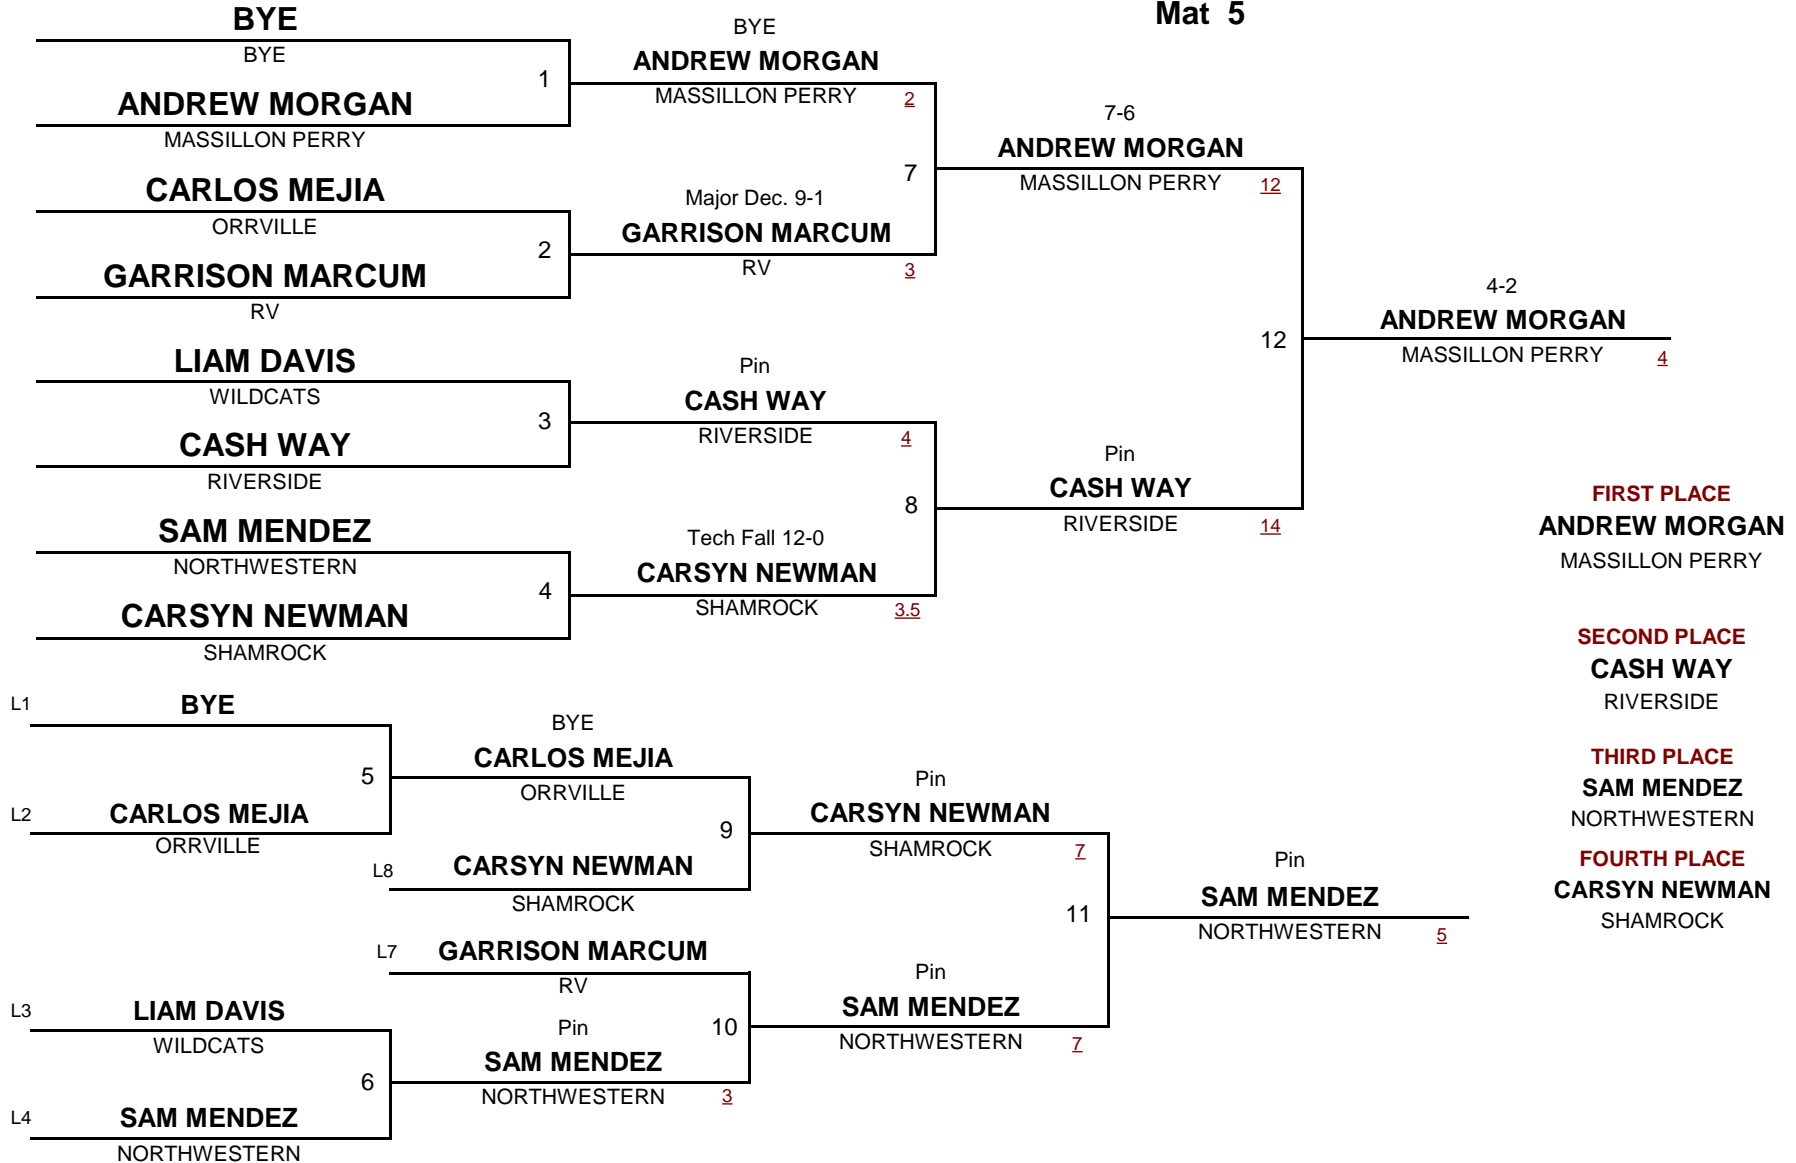 Mat 5
BYE
BYE
1
ANDREW MORGAN
MASSILLON PERRY
CARLOS MEJIA
ORRVILLE
2
GARRISON MARCUM
RV
LIAM DAVIS
WILDCATS
3
CASH WAY
RIVERSIDE
SAM MENDEZ
NORTHWESTERN
4
CARSYN NEWMAN
SHAMROCK
BYE
ANDREW MORGAN
MASSILLON PERRY 2
7
Major Dec. 9-1
GARRISON MARCUM
RV 3
Pin
CASH WAY
RIVERSIDE 4
8
Tech Fall 12-0
CARSYN NEWMAN
SHAMROCK 3.5
7-6
ANDREW MORGAN
MASSILLON PERRY 12
12
Pin
CASH WAY
RIVERSIDE 14
4-2
ANDREW MORGAN
MASSILLON PERRY 4
FIRST PLACE
ANDREW MORGAN
MASSILLON PERRY
SECOND PLACE
CASH WAY
RIVERSIDE
THIRD PLACE
SAM MENDEZ
NORTHWESTERN
FOURTH PLACE
CARSYN NEWMAN
SHAMROCK
L1 BYE
5
L2 CARLOS MEJIA
ORRVILLE
L3 LIAM DAVIS
WILDCATS
6
L4 SAM MENDEZ
NORTHWESTERN
BYE
CARLOS MEJIA
ORRVILLE
9
L8 CARSYN NEWMAN
SHAMROCK
L7 GARRISON MARCUM
RV
10
Pin
SAM MENDEZ
NORTHWESTERN 3
Pin
CARSYN NEWMAN
SHAMROCK 7
11
Pin
SAM MENDEZ
NORTHWESTERN 7
Pin
SAM MENDEZ
NORTHWESTERN 5